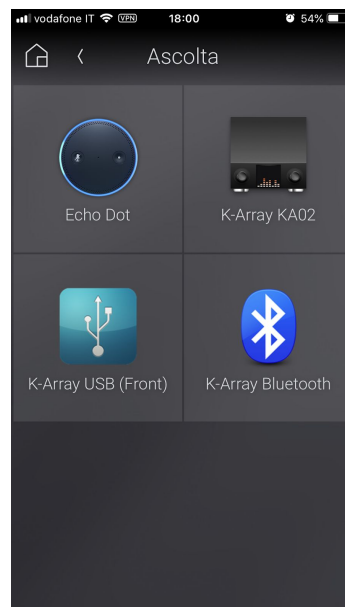 vodafone IT VPN 18:00 54%
Ascolta
Echo Dot
K-Array KA02
K-Array USB (Front)
K-Array Bluetooth